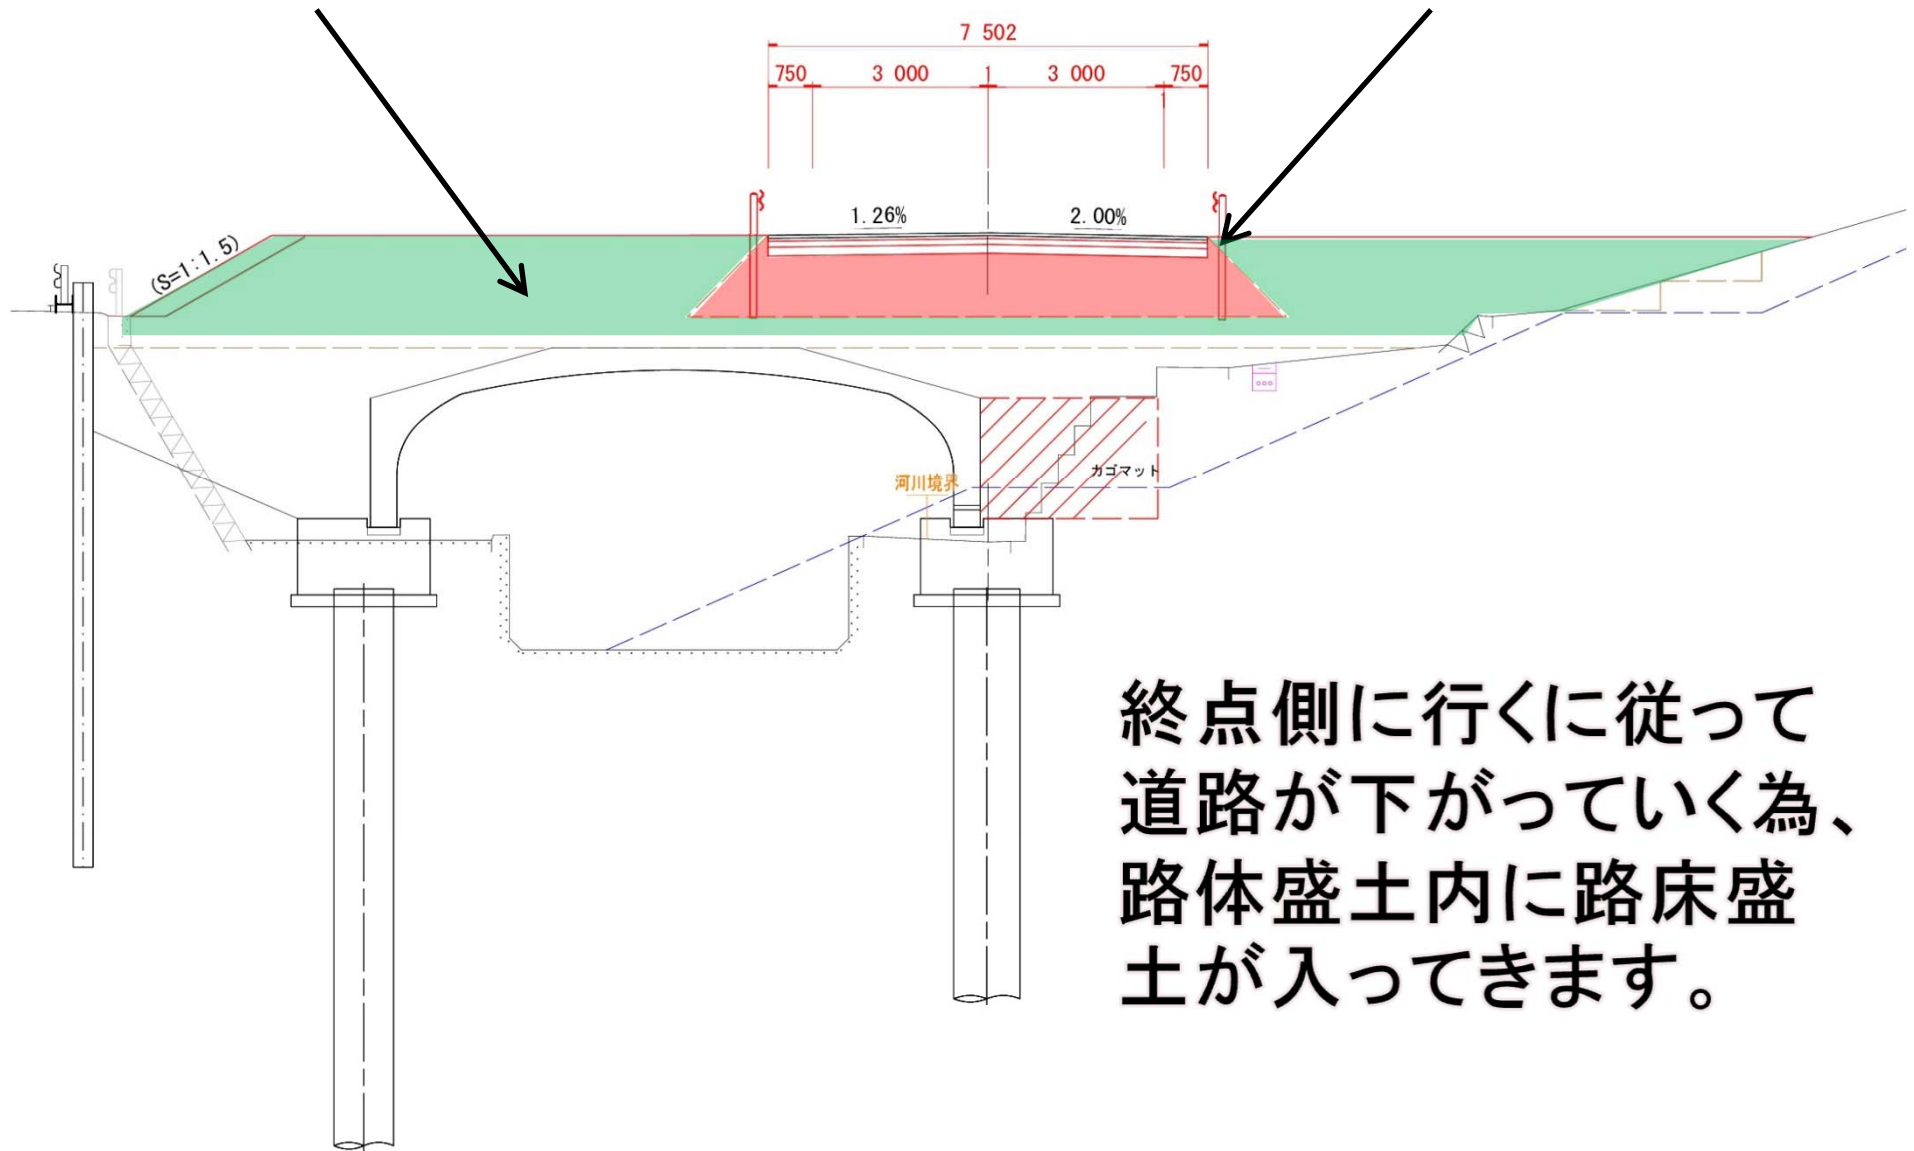 7 502
750 3 000 1 3 000 750
1
1.26% 2.00%
(S=1:1.5)
カゴマット
河川境界
終点側に行くに従って
道路が下がっていく為、
路体盛土内に路床盛
土が入ってきます。